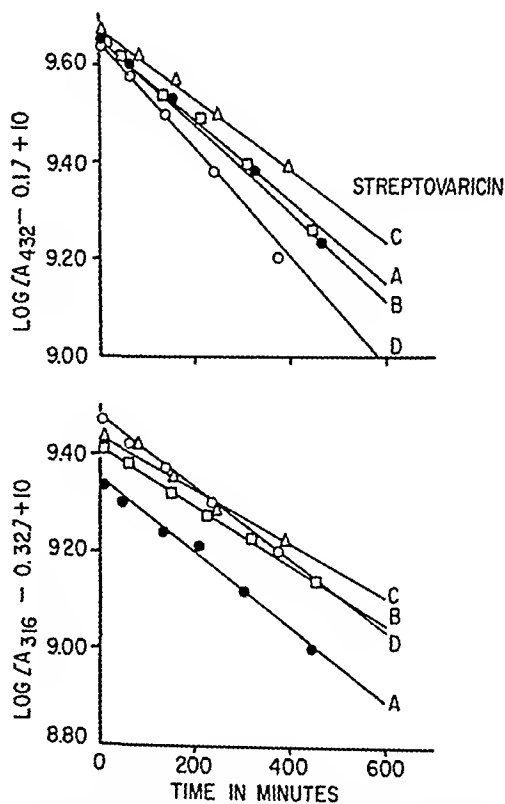 9.60
9.40
9.20
9.00
LOG [A432 - 0.1] + 10
STREPTOVARICIN
C
A
B
D
9.40
9.20
9.00
8.80
LOG [A316 - 0.32] + 10
C
B
D
A
0 200 400 600
TIME IN MINUTES